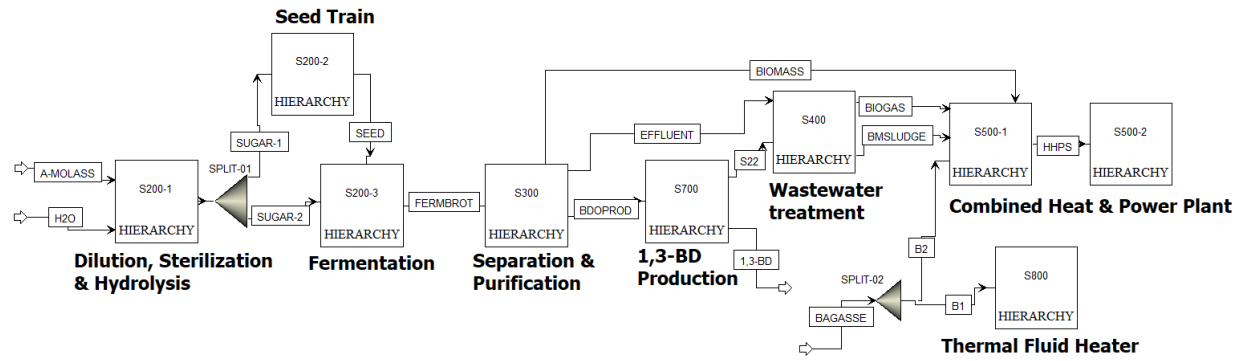 Seed Train
S200-2
HIERARCHY
BIOMASS
SUGAR-1
SEED
EFFLUENT
S400
HIERARCHY
BIOGAS
BMSLUDGE
S500-1
HIERARCHY
HHPS
S500-2
HIERARCHY
A-MOLASS
H2O
S200-1
HIERARCHY
SPLIT-01
SUGAR-2
S200-3
HIERARCHY
FERMBROT
S300
HIERARCHY
BDOPROD
S700
HIERARCHY
S22
1,3-BD
Wastewater
treatment
Combined Heat & Power Plant
Dilution, Sterilization
& Hydrolysis
Fermentation
Separation &
Purification
1,3-BD
Production
B2
SPLIT-02
BAGASSE
B1
S800
HIERARCHY
Thermal Fluid Heater